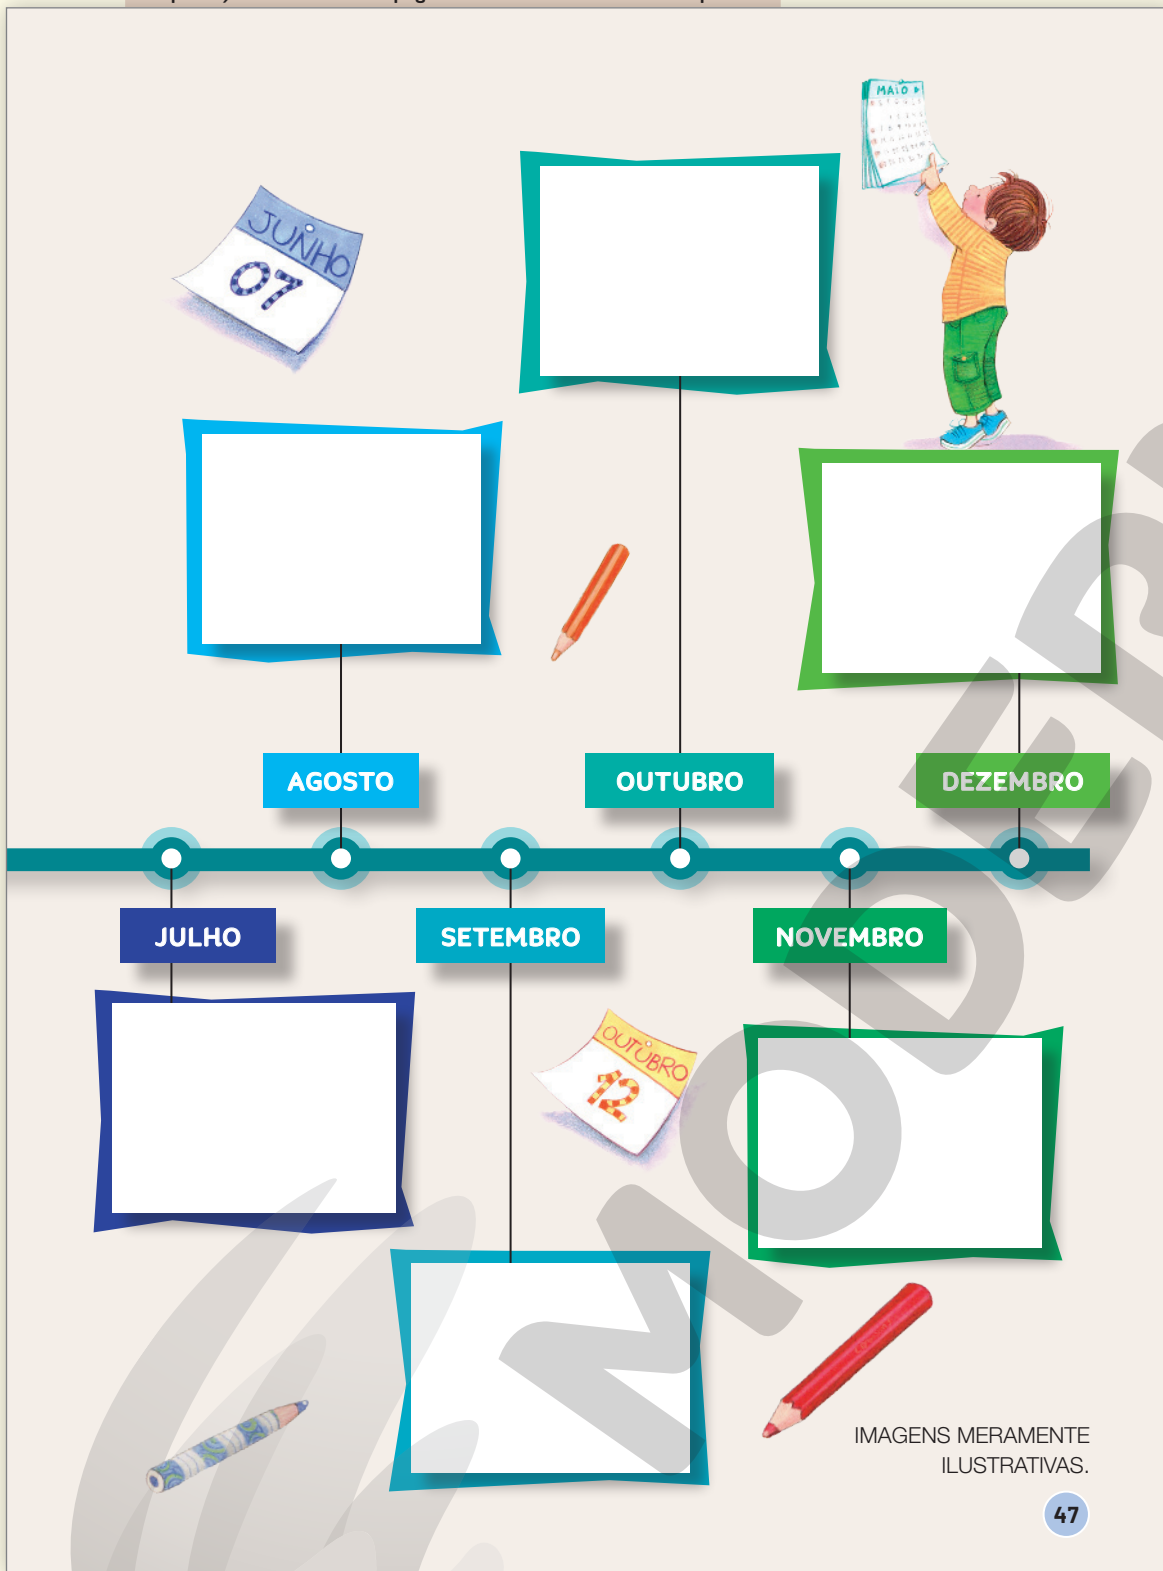 MAIO
JUNHO
07
AGOSTO
OUTUBRO
DEZEMBRO
JULHO
SETEMBRO
NOVEMBRO
OUTUBRO
12
IMAGENS MERAMENTE
ILUSTRATIVAS.
47